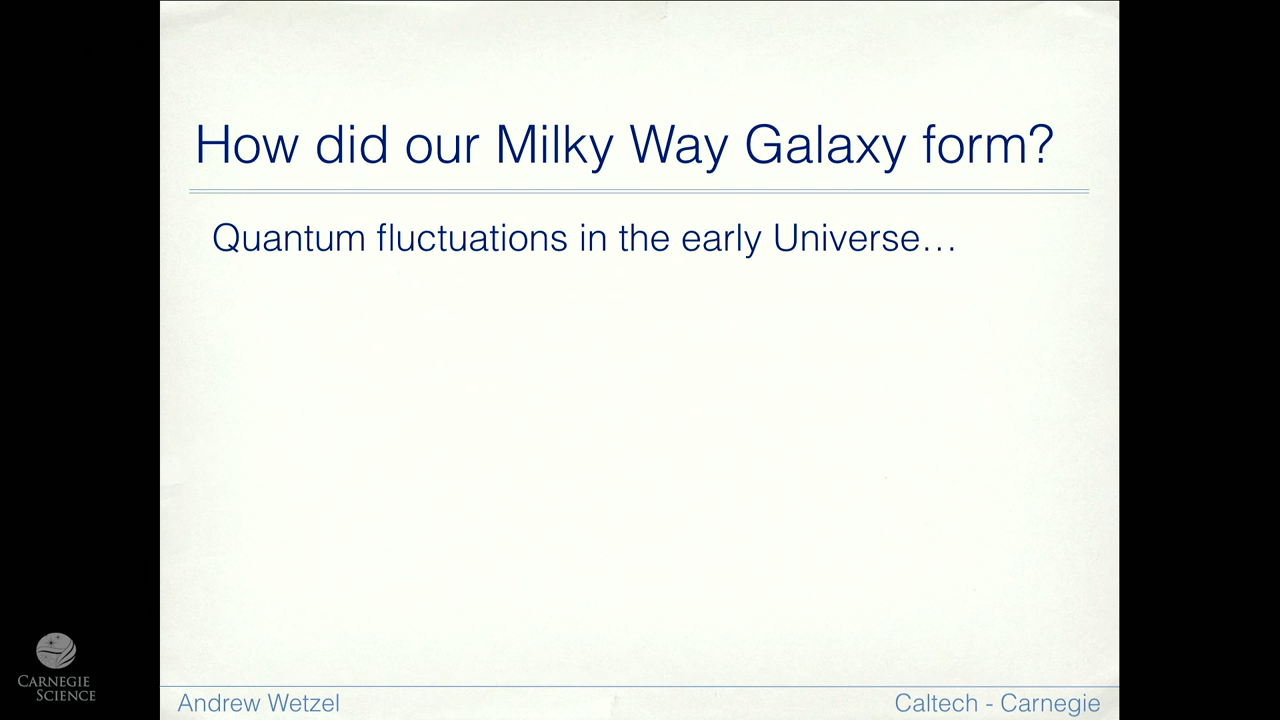 How did our Milky Way Galaxy form?
Quantum fluctuations in the early Universe…
CARNEGIE
SCIENCE
Andrew Wetzel
Caltech - Carnegie